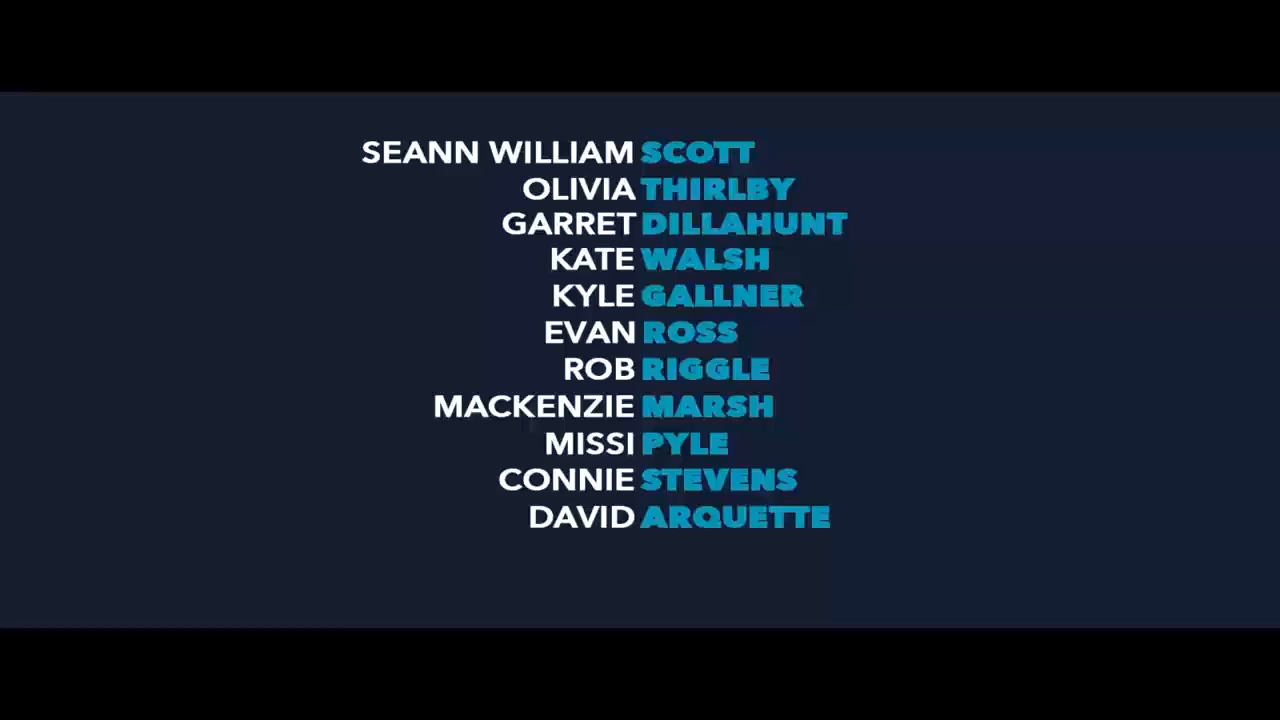 SEANN WILLIAM SCOTT
OLIVIA THIRLBY
GARRET DILLAHUNT
KATE WALSH
KYLE GALLNER
EVAN ROSS
ROB RIGGLE
MACKENZIE MARSH
MISSI PYLE
CONNIE STEVENS
DAVID ARQUETTE